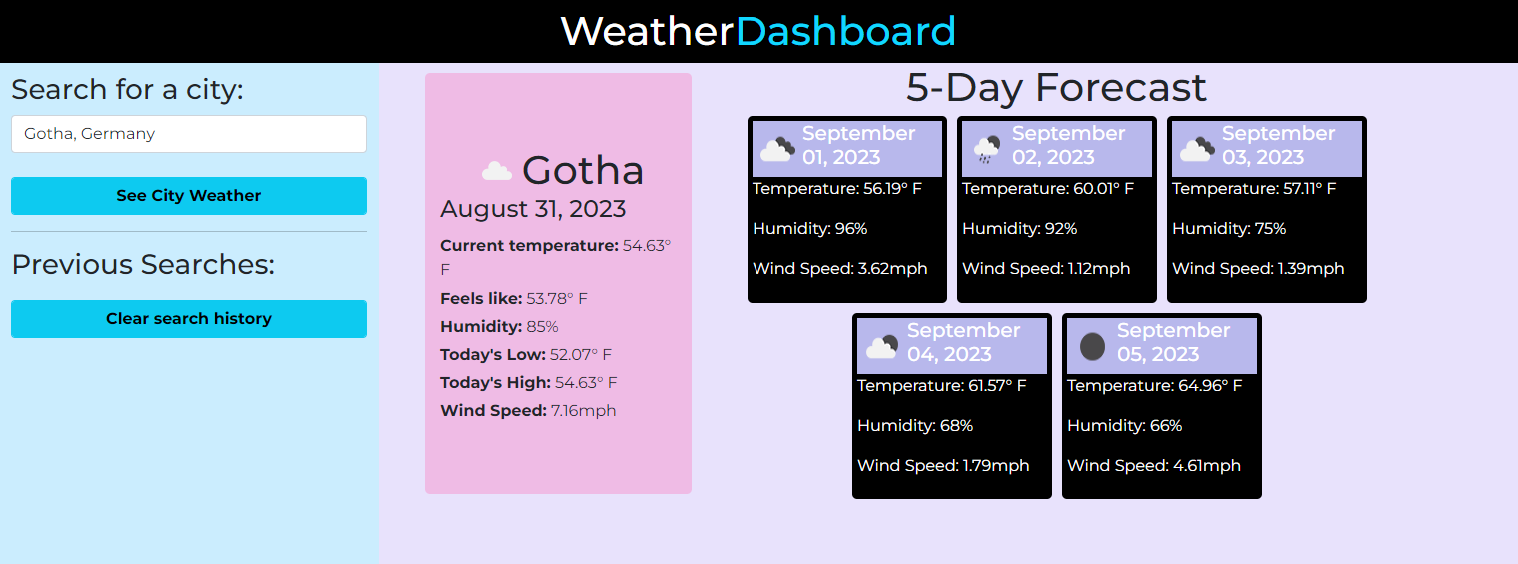 WeatherDashboard
Search for a city:
Gotha, Germany
See City Weather
Previous Searches:
Clear search history
Gotha
August 31, 2023
Current temperature: 54.63°
F
Feels like: 53.78° F
Humidity: 85%
Today's Low: 52.07° F
Today's High: 54.63° F
Wind Speed: 7.16mph
5-Day Forecast
September
01, 2023
Temperature: 56.19° F
Humidity: 96%
Wind Speed: 3.62mph
September
02, 2023
Temperature: 60.01° F
Humidity: 92%
Wind Speed: 1.12mph
September
03, 2023
Temperature: 57.11° F
Humidity: 75%
Wind Speed: 1.39mph
September
04, 2023
Temperature: 61.57° F
Humidity: 68%
Wind Speed: 1.79mph
September
05, 2023
Temperature: 64.96° F
Humidity: 66%
Wind Speed: 4.61mph